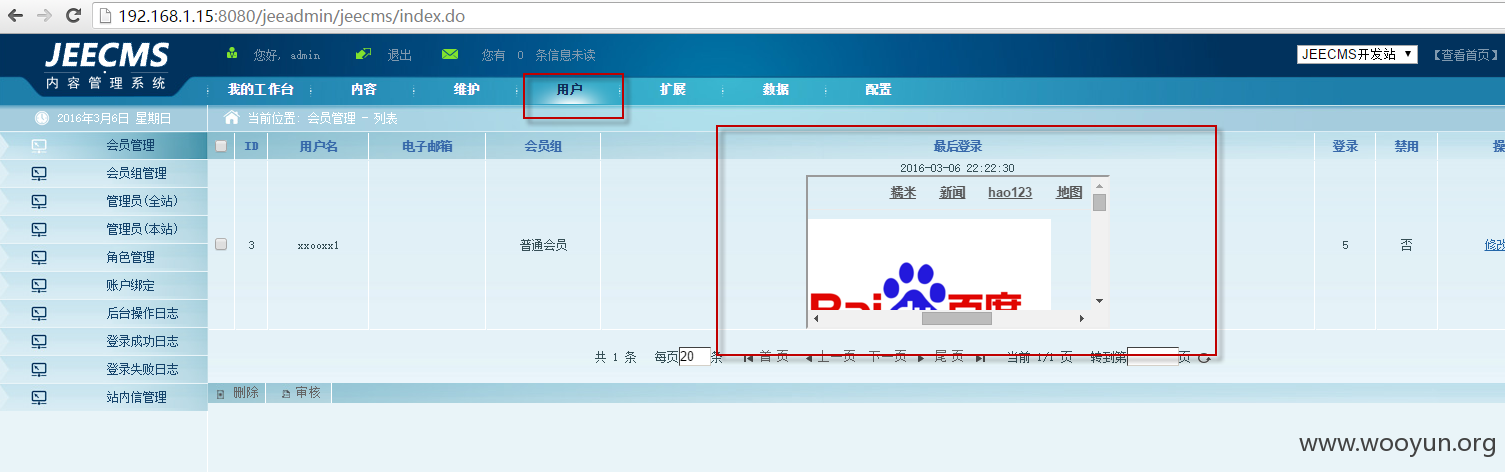 192.168.1.15:8080/jeeadmin/jeecms/index.do
JEECMS
内 容 管 理 系 统
您好, admin 退出 您有 0 条信息未读 JEECMS开发站 【查看首页】
我的工作台 内容 维护 用户 扩展 数据 配置
2016年3月6日 星期日 当前位置: 会员管理 - 列表
会员管理
会员组管理
管理员(全站)
管理员(本站)
角色管理
账户绑定
后台操作日志
登录成功日志
登录失败日志
站内信管理
ID 用户名 电子邮箱 会员组 最后登录 登录 禁用 操
2016-03-06 22:22:30
糯米 新闻 hao123 地图
Bai 百度
3 xxooxx1 普通会员 5 否 修改
共 1 条 每页20条 首 页 上一页 下一页 尾 页 当前 1/1 页 转到第 页
删除 审核
www.wooyun.org